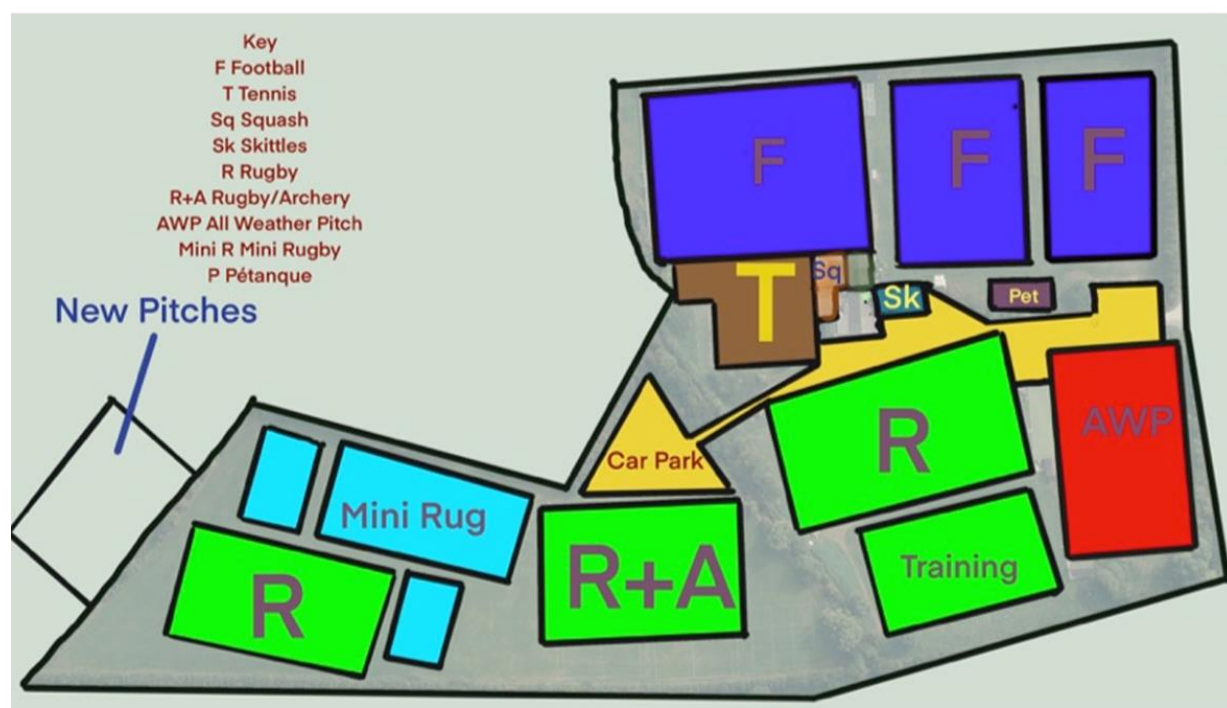 Key
F Football
T Tennis
Sq Squash
Sk Skittles
R Rugby
R+A Rugby/Archery
AWP All Weather Pitch
Mini R Mini Rugby
P Pétanque
New Pitches
F
F
F
T
Sq
Sk
Pet
Car Park
R
AWP
Mini Rug
R
R+A
Training